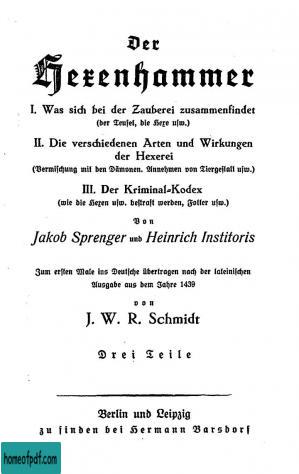 Der
Hexenhammer
I. Was sich bei der Zauberei zusammenfindet
(der Teufel, die Hexe usw.)
II. Die verschiedenen Arten und Wirkungen
der Hexerei
(Vermischung mit den Dämonen. Annehmen von Tiergestalt usw.)
III. Der Kriminal-Kodex
(wie die Hexen usw. bestraft werden, Folter usw.)
Von
Jakob Sprenger und Heinrich Institoris
Zum ersten Male ins Deutsche übertragen nach der lateinischen
Ausgabe aus dem Jahre 1439
von
J. W. R. Schmidt
Drei Teile
Berlin und Leipzig
zu finden bei Hermann Barsdorf
homeofpdf.com